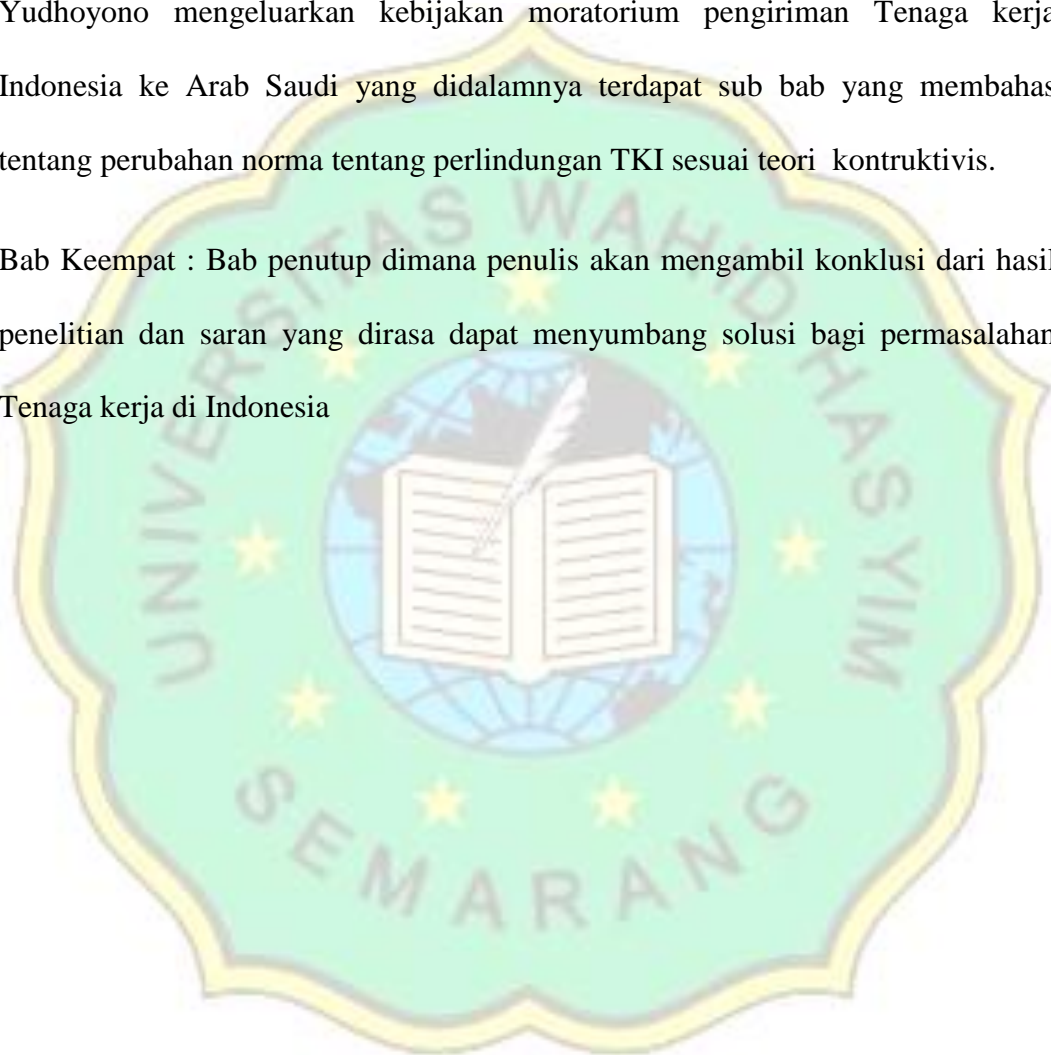 Yudhoyono mengeluarkan kebijakan moratorium pengiriman Tenaga kerja
Indonesia ke Arab Saudi yang didalamnya terdapat sub bab yang membahas
tentang perubahan norma tentang perlindungan TKI sesuai teori kontruktivis.
Bab Keempat : Bab penutup dimana penulis akan mengambil konklusi dari hasil
penelitian dan saran yang dirasa dapat menyumbang solusi bagi permasalahan
Tenaga kerja di Indonesia
UNIVERSITAS WAHID HASYIM
SEMARANG